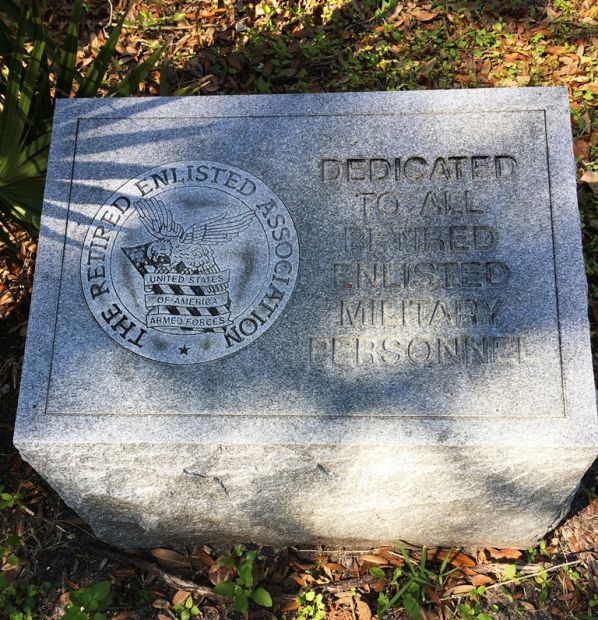 THE RETIRED ENLISTED ASSOCIATION
UNITED STATES
OF AMERICA
ARMED FORCES
DEDICATED
TO ALL
RETIRED
ENLISTED
MILITARY
PERSONNEL